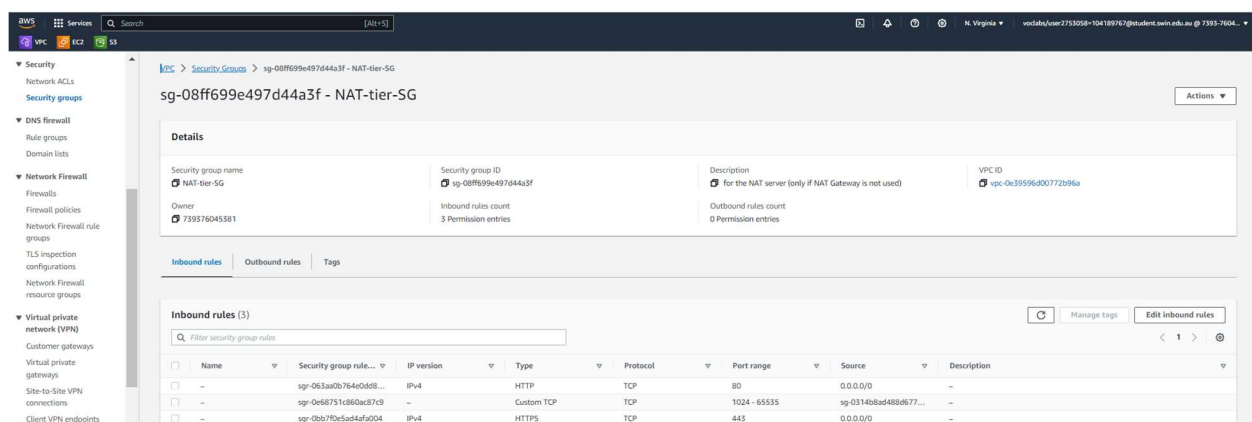 aws Services Search [Alt+S] N. Virginia voclabs/user2753058=104189767@student.swin.edu.au @ 7393-7604...
VPC EC2 S3
Security
Network ACLs
Security groups
DNS firewall
Rule groups
Domain lists
Network Firewall
Firewalls
Firewall policies
Network Firewall rule
groups
TLS inspection
configurations
Network Firewall
resource groups
Virtual private
network (VPN)
Customer gateways
Virtual private
gateways
Site-to-Site VPN
connections
Client VPN endpoints
VPC > Security Groups > sg-08ff699e497d44a3f - NAT-tier-SG
sg-08ff699e497d44a3f - NAT-tier-SG Actions
Details
Security group name Security group ID Description VPC ID
NAT-tier-SG sg-08ff699e497d44a3f for the NAT server (only if NAT Gateway is not used) vpc-0e39596d00772b96a
Owner Inbound rules count Outbound rules count
739376045381 3 Permission entries 0 Permission entries
Inbound rules Outbound rules Tags
Inbound rules (3) Manage tags Edit inbound rules
Filter security group rules < 1 >
Name Security group rule... IP version Type Protocol Port range Source Description
– sgr-063aa0b764e0dd8... IPv4 HTTP TCP 80 0.0.0.0/0 –
– sgr-0e68751c860ac87c9 – Custom TCP TCP 1024 - 65535 sg-0314b8ad488d677... –
– sgr-0bb7f0e5ad4afa004 IPv4 HTTPS TCP 443 0.0.0.0/0 –